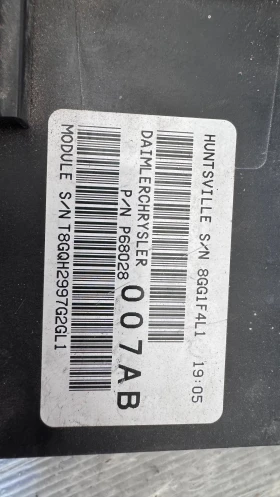 HUNTSVILLE S/N 8GG1F4L1 19:05
DAIMLERCHRYSLER
P/N P68028 007AB
MODULE S/N T8GQH2997G2GL1